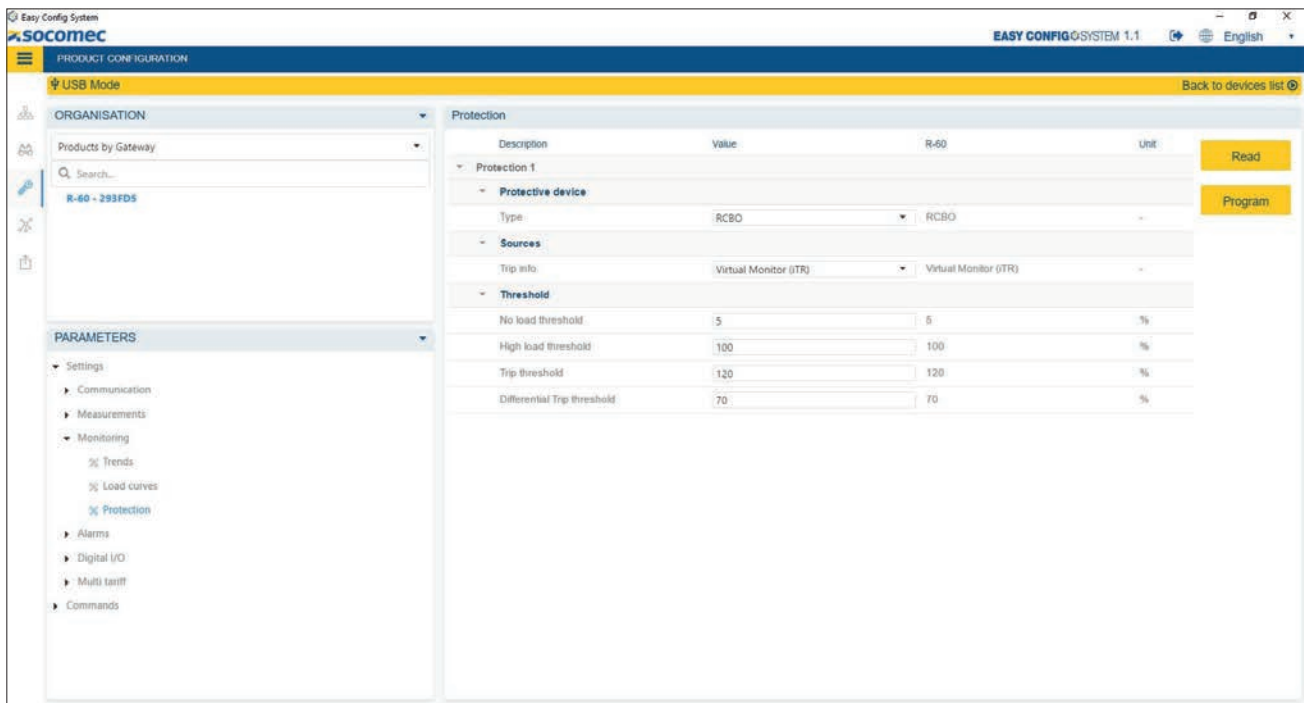 Easy Config System
socomec
EASY CONFIG SYSTEM 1.1 English
PRODUCT CONFIGURATION
USB Mode Back to devices list
ORGANISATION
Products by Gateway
Search...
R-60 - 293FD5
PARAMETERS
Settings
Communication
Measurements
Monitoring
Trends
Load curves
Protection
Alarms
Digital I/O
Multi tariff
Commands
Protection
Description Value R-60 Unit
Protection 1
Protective device
Type RCBO RCBO -
Sources
Trip info Virtual Monitor (iTR) Virtual Monitor (iTR) -
Threshold
No load threshold 5 5 %
High load threshold 100 100 %
Trip threshold 120 120 %
Differential Trip threshold 70 70 %
Read
Program